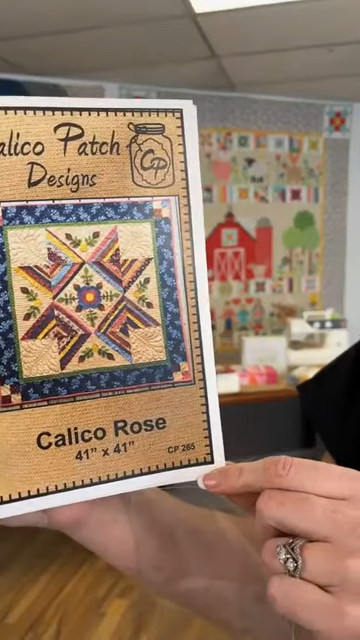 alico Patch
Designs
CP
Calico Rose
41" x 41"
CP 265